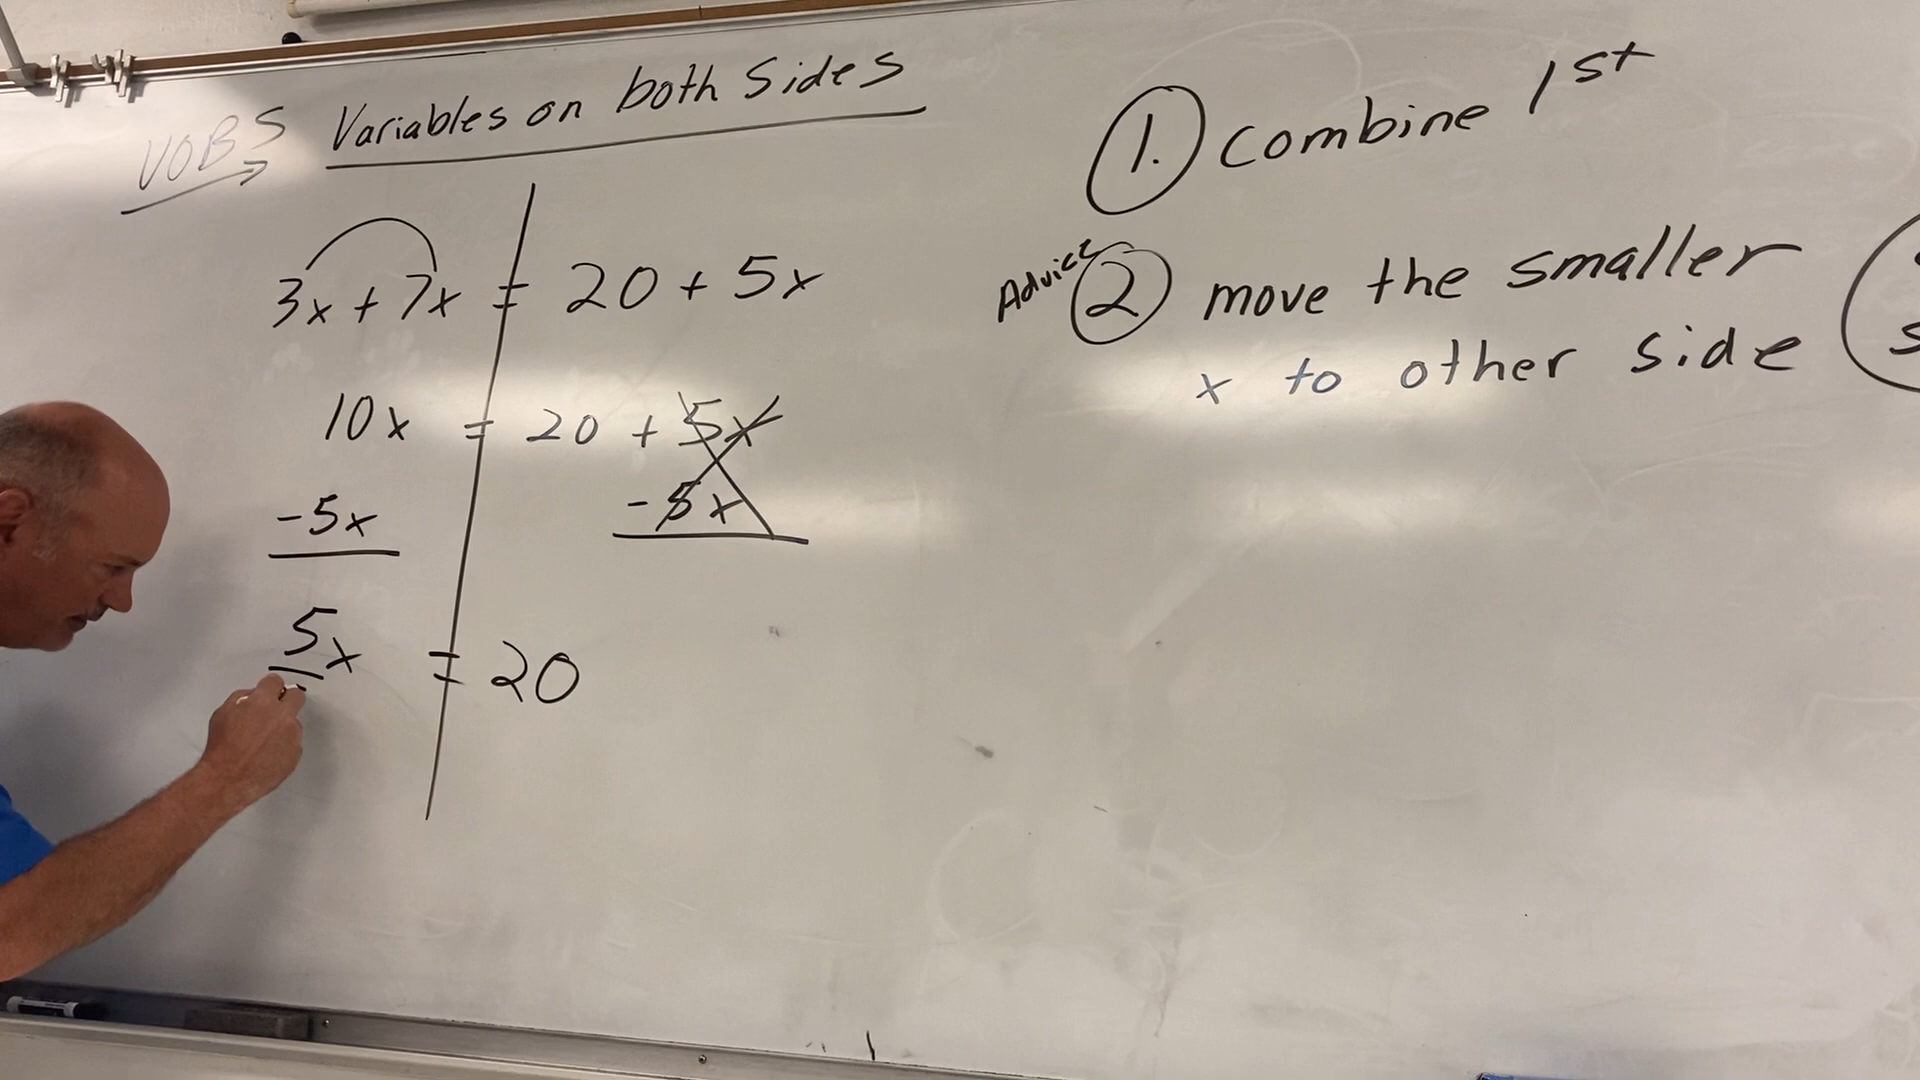 VOBS Variables on both Sides
3x + 7x = 20 + 5x
10x = 20 + 5x
-5x -5x
5x = 20
1. Combine 1st
Advice 2 move the smaller
x to other side